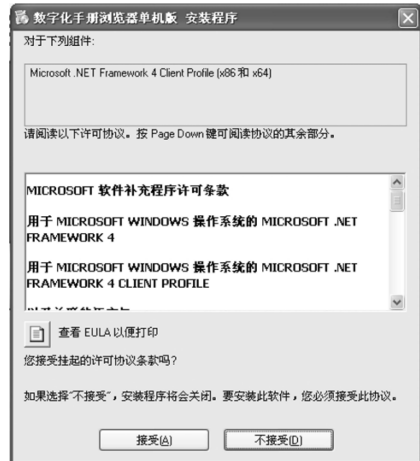 数字化手册浏览器单机版 安装程序
对于下列组件:
Microsoft .NET Framework 4 Client Profile (x86 和 x64)
请阅读以下许可协议。按 Page Down 键可阅读协议的其余部分。
MICROSOFT 软件补充程序许可条款
用于 MICROSOFT WINDOWS 操作系统的 MICROSOFT .NET
FRAMEWORK 4
用于 MICROSOFT WINDOWS 操作系统的 MICROSOFT .NET
FRAMEWORK 4 CLIENT PROFILE
查看 EULA 以便打印
您接受挂起的许可协议条款吗?
如果选择“不接受”，安装程序将会关闭。要安装此软件，您必须接受此协议。
接受(A)
不接受(D)